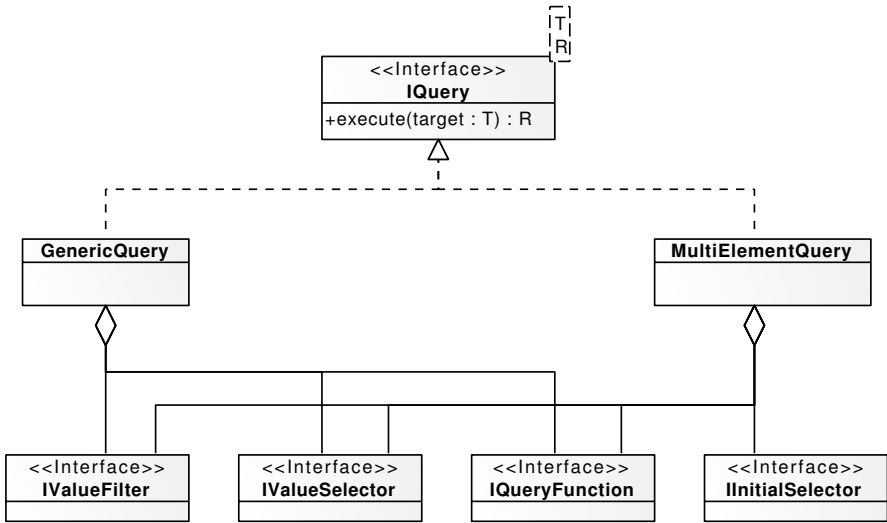 T
R
<<Interface>>
IQuery
+execute(target : T) : R
GenericQuery
MultiElementQuery
<<Interface>>
IValueFilter
<<Interface>>
IValueSelector
<<Interface>>
IQueryFunction
<<Interface>>
IInitialSelector